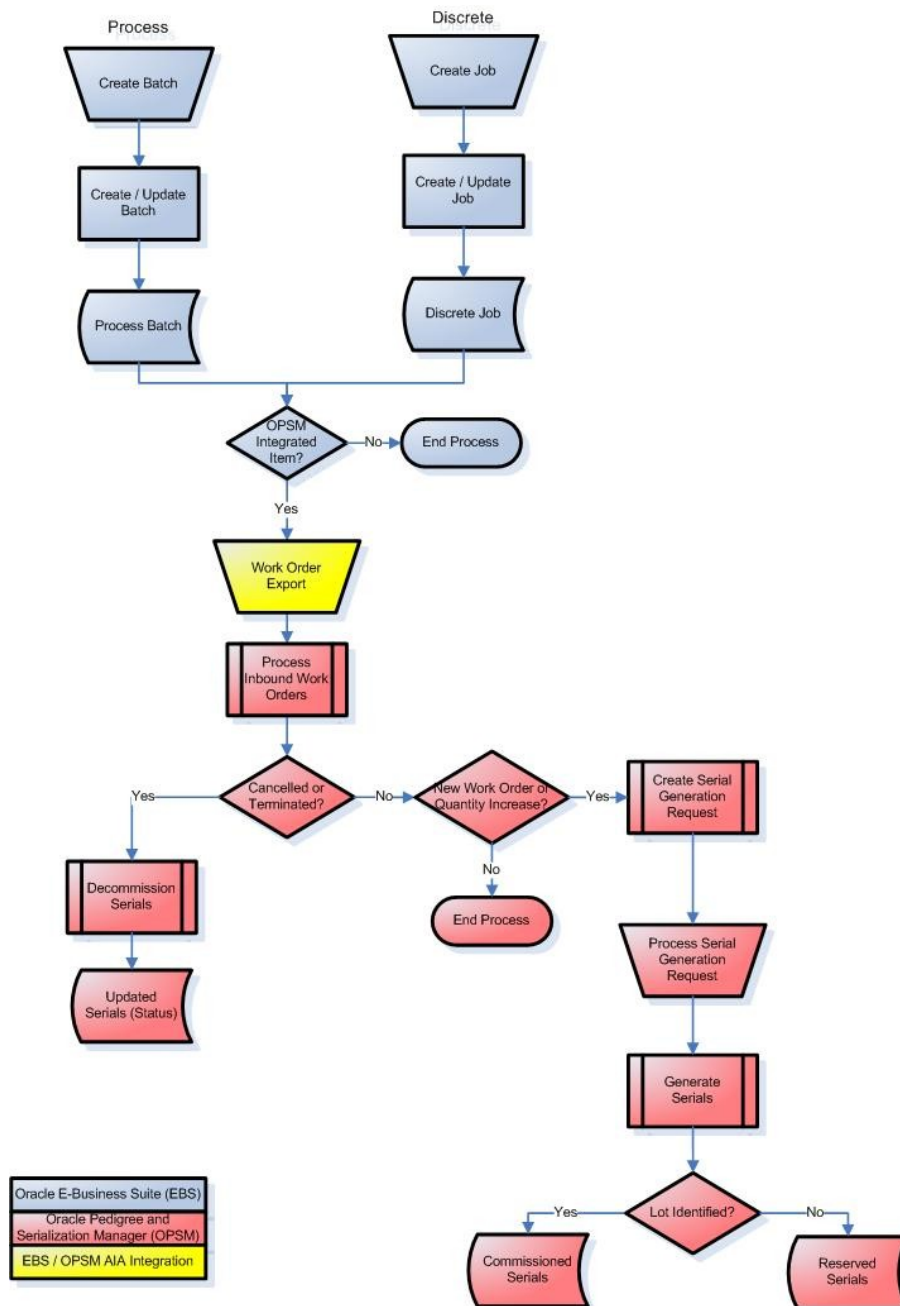 Process
Discrete
Create Batch
Create Job
Create / Update
Batch
Create / Update
Job
Process Batch
Discrete Job
OPSM
Integrated
Item?
No
End Process
Yes
Work Order
Export
Process
Inbound Work
Orders
Yes
Cancelled or
Terminated?
No
New Work Order or
Quantity Increase?
Yes
Create Serial
Generation
Request
No
Decommission
Serials
End Process
Process Serial
Generation
Request
Updated
Serials (Status)
Generate
Serials
Oracle E-Business Suite (EBS)
Oracle Pedigree and
Serialization Manager (OPSM)
EBS / OPSM AIA Integration
Yes
Lot Identified?
No
Commissioned
Serials
Reserved
Serials